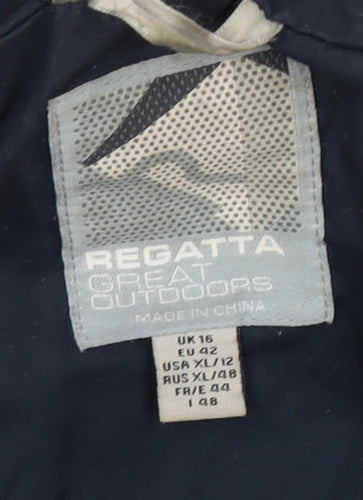 REGATTA
GREAT
OUTDOORS
MADE IN CHINA
UK 16
EU 42
USA XL/12
RUS XL/48
FR/E 44
I 48